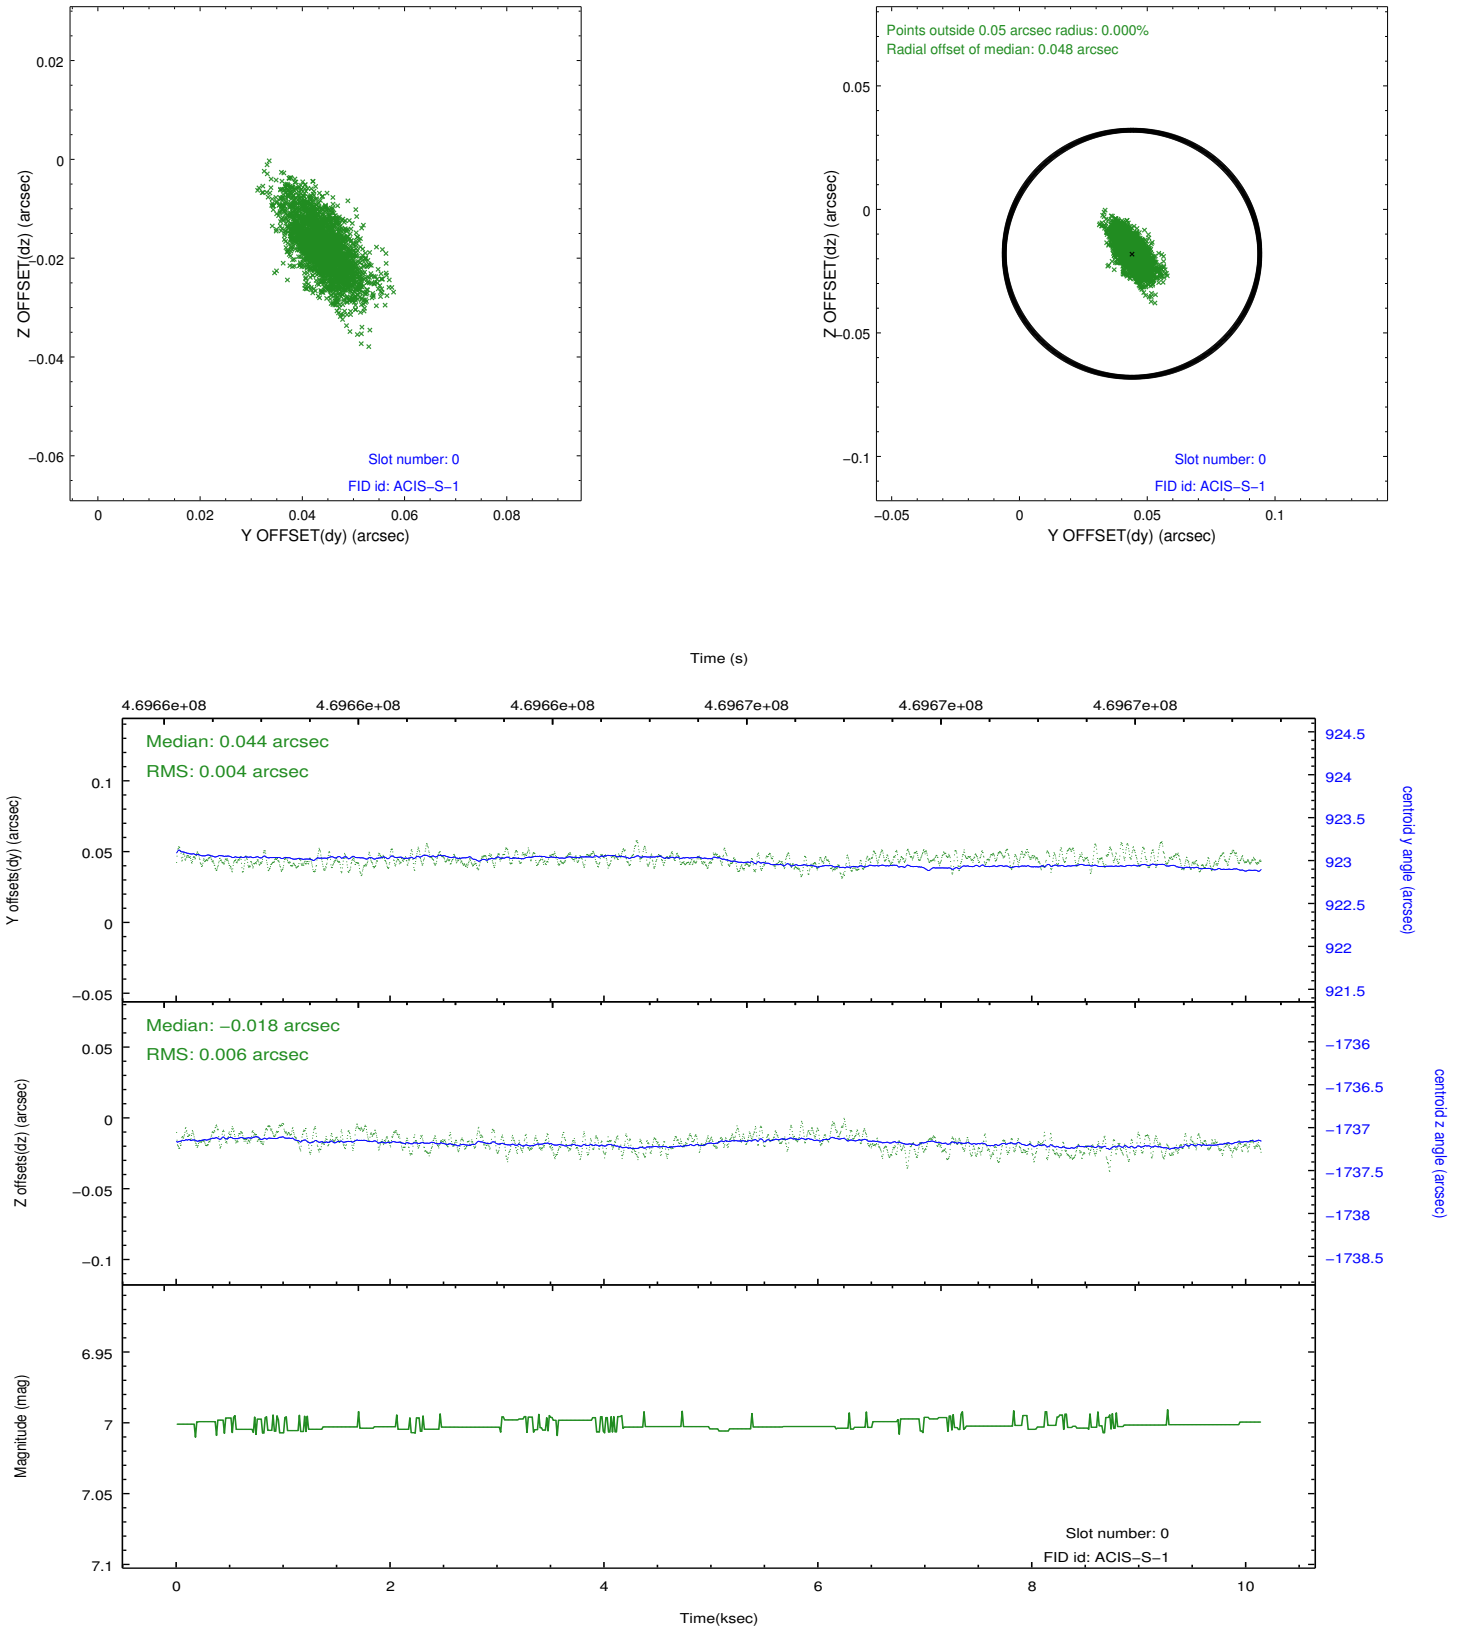 0.02
0
−0.02
−0.04
−0.06
Z OFFSET(dz) (arcsec)
Slot number: 0
FID id: ACIS−S−1
0 0.02 0.04 0.06 0.08
Y OFFSET(dy) (arcsec)
Points outside 0.05 arcsec radius: 0.000%
Radial offset of median: 0.048 arcsec
0.05
0
−0.05
−0.1
Z OFFSET(dz) (arcsec)
Slot number: 0
FID id: ACIS−S−1
−0.05 0 0.05 0.1
Y OFFSET(dy) (arcsec)
Time (s)
4.6966e+08 4.6966e+08 4.6966e+08 4.6967e+08 4.6967e+08 4.6967e+08
Median: 0.044 arcsec
RMS: 0.004 arcsec
0.1
0.05
0
−0.05
Y offsets(dy) (arcsec)
924.5
924
923.5
923
922.5
922
921.5
centroid y angle (arcsec)
Median: −0.018 arcsec
RMS: 0.006 arcsec
0.05
0
−0.05
−0.1
Z offsets(dz) (arcsec)
−1736
−1736.5
−1737
−1737.5
−1738
−1738.5
centroid z angle (arcsec)
6.95
7
7.05
7.1
Magnitude (mag)
Slot number: 0
FID id: ACIS−S−1
0 2 4 6 8 10
Time(ksec)